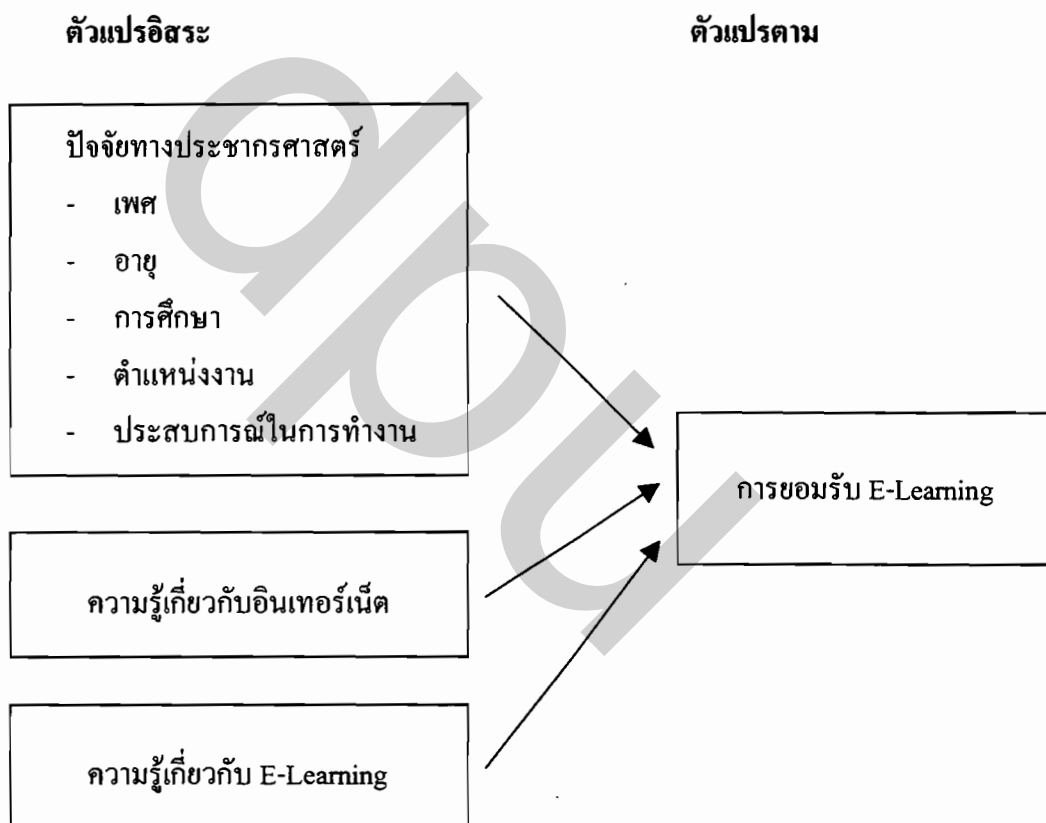 ตัวแปรอิสระ
ตัวแปรตาม
ปัจจัยทางประชากรศาสตร์
- เพศ
- อายุ
- การศึกษา
- ตำแหน่งงาน
- ประสบการณ์ในการทำงาน
การยอมรับ E-Learning
ความรู้เกี่ยวกับอินเทอร์เน็ต
ความรู้เกี่ยวกับ E-Learning
dpu